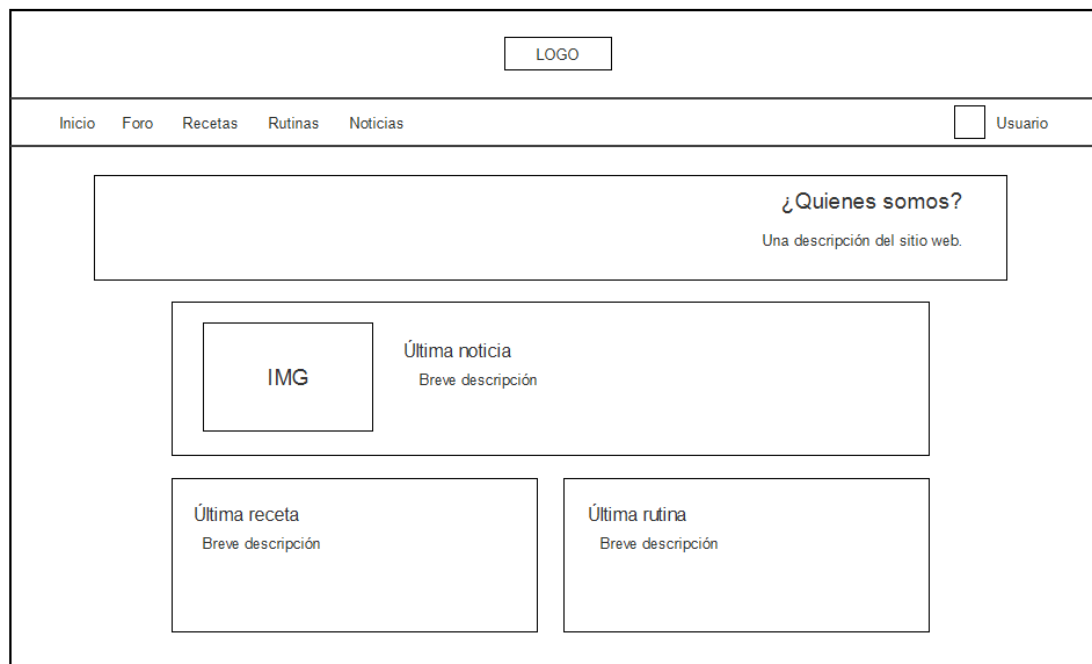 LOGO
Inicio Foro Recetas Rutinas Noticias Usuario
¿Quienes somos?
Una descripción del sitio web.
IMG
Última noticia
Breve descripción
Última receta
Breve descripción
Última rutina
Breve descripción